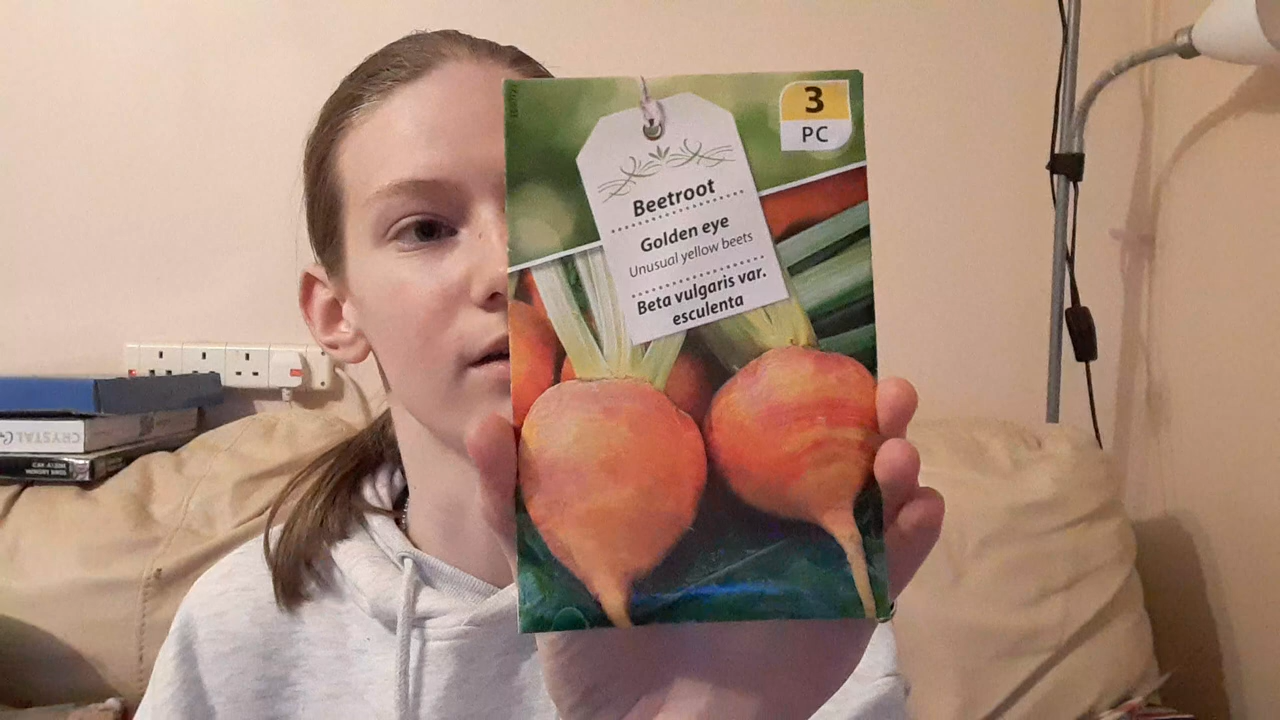 3
PC
Beetroot
Golden eye
Unusual yellow beets
Beta vulgaris var.
esculenta
CRYSTAL